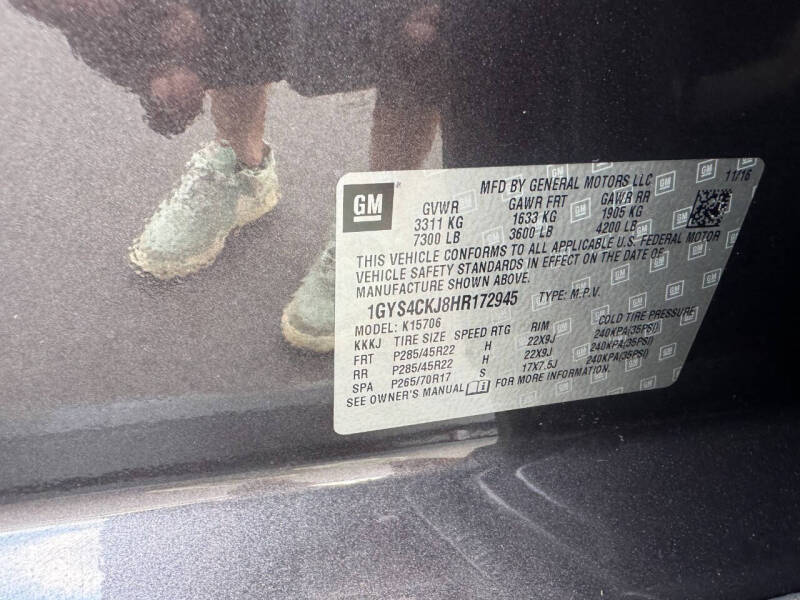 GM
MFD BY GENERAL MOTORS LLC 11/16
GVWR GAWR FRT GAWR RR
3311 KG 1633 KG 1905 KG
7300 LB 3600 LB 4200 LB
THIS VEHICLE CONFORMS TO ALL APPLICABLE U.S. FEDERAL MOTOR
VEHICLE SAFETY STANDARDS IN EFFECT ON THE DATE OF
MANUFACTURE SHOWN ABOVE.
1GYS4CKJ8HR172945 TYPE: M.P.V.
MODEL: K15706
KKKJ TIRE SIZE SPEED RTG RIM COLD TIRE PRESSURE
FRT P285/45R22 H 22X9J 240KPA(35PSI)
RR P285/45R22 H 22X9J 240KPA(35PSI)
SPA P265/70R17 S 17X7.5J 240KPA(35PSI)
SEE OWNER'S MANUAL FOR MORE INFORMATION.